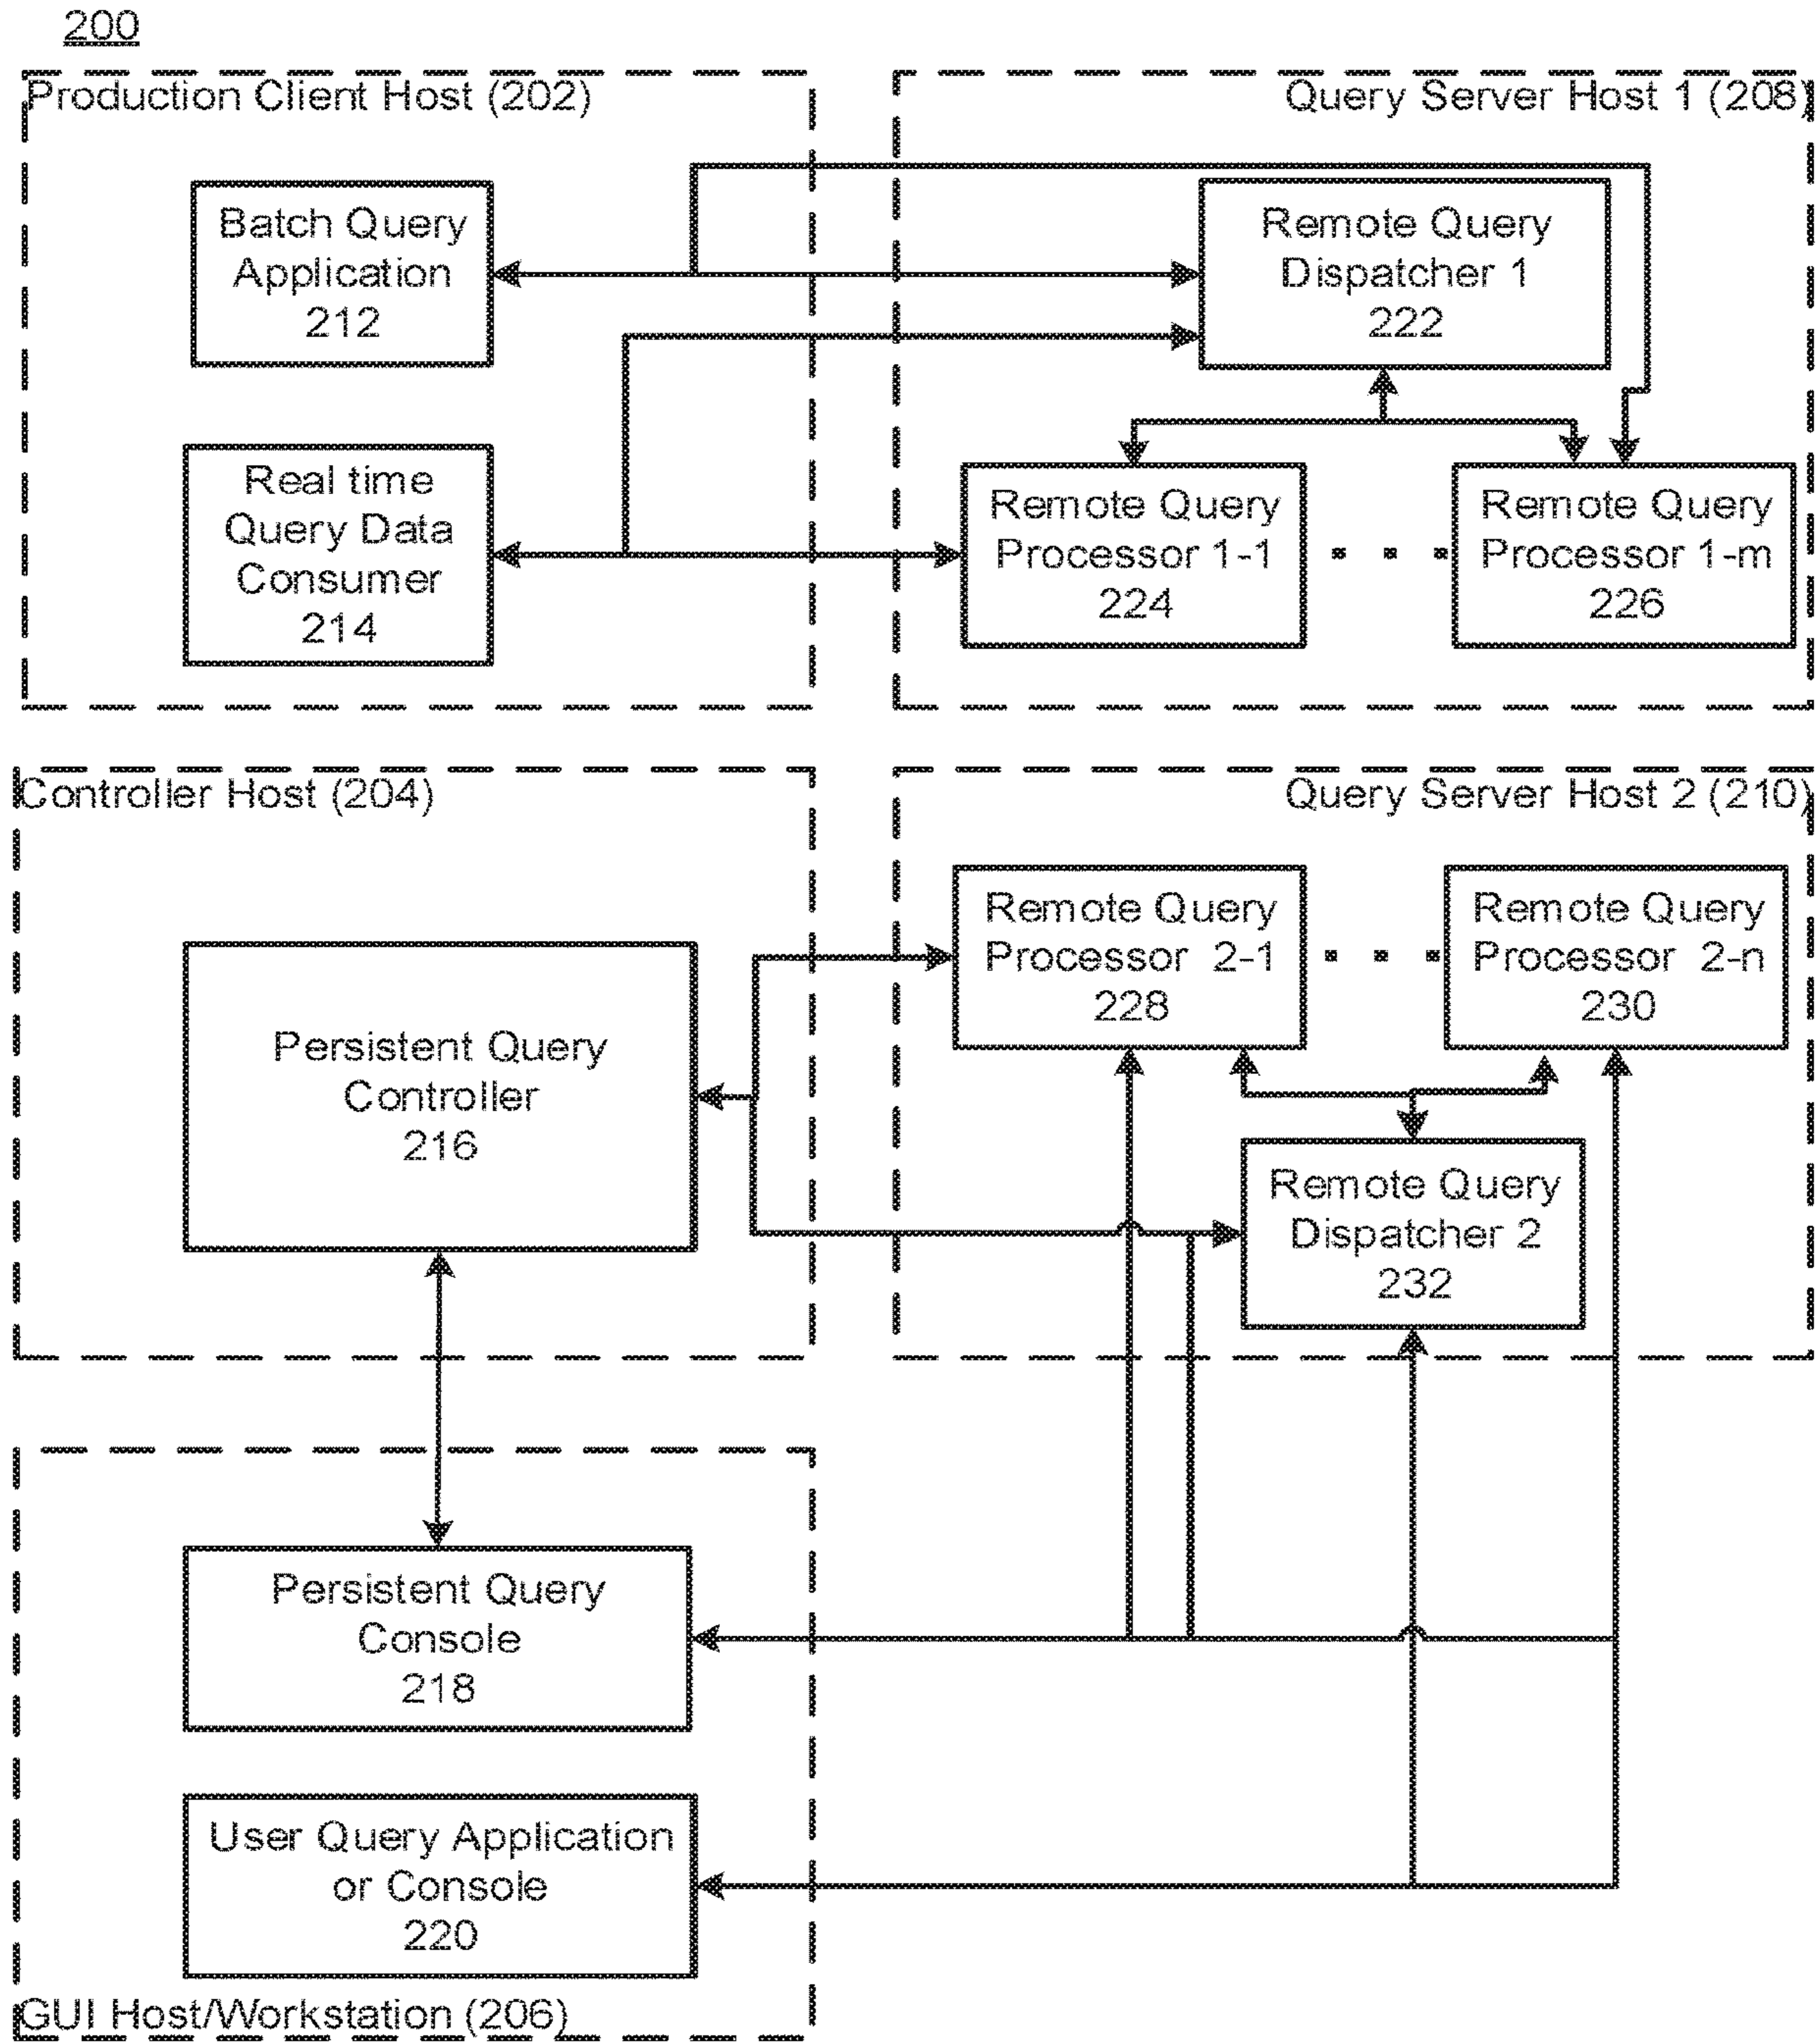 200
Production Client Host (202)
Query Server Host 1 (208)
Batch Query
Application
212
Remote Query
Dispatcher 1
222
Real time
Query Data
Consumer
214
Remote Query
Processor 1-1
224
Remote Query
Processor 1-m
226
Controller Host (204)
Query Server Host 2 (210)
Remote Query
Processor 2-1
228
Remote Query
Processor 2-n
230
Persistent Query
Controller
216
Remote Query
Dispatcher 2
232
Persistent Query
Console
218
User Query Application
or Console
220
GUI Host/Workstation (206)